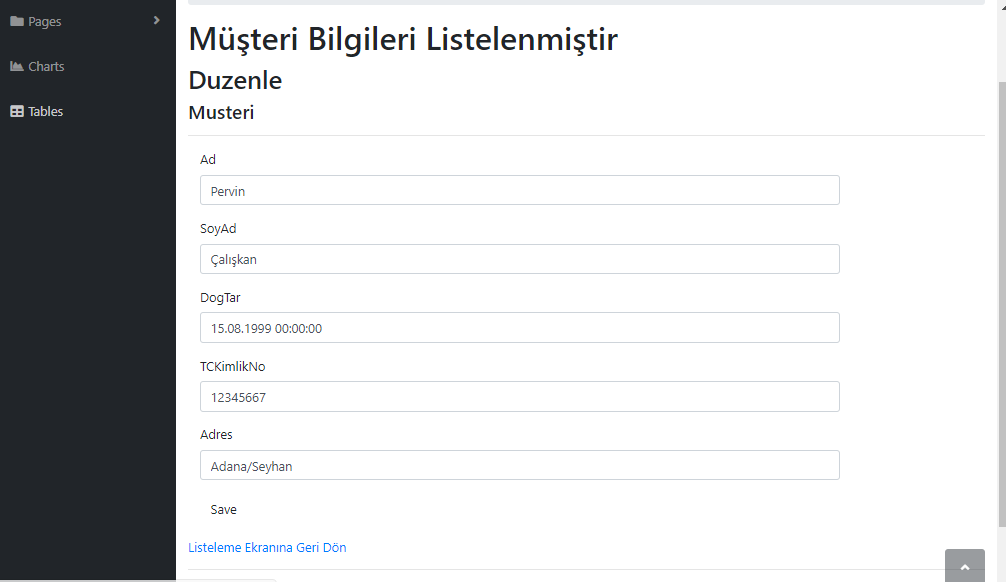 Pages
Charts
Tables
Müşteri Bilgileri Listelenmiştir
Duzenle
Musteri
Ad
Pervin
SoyAd
Çalışkan
DogTar
15.08.1999 00:00:00
TCKimlikNo
12345667
Adres
Adana/Seyhan
Save
Listeleme Ekranına Geri Dön